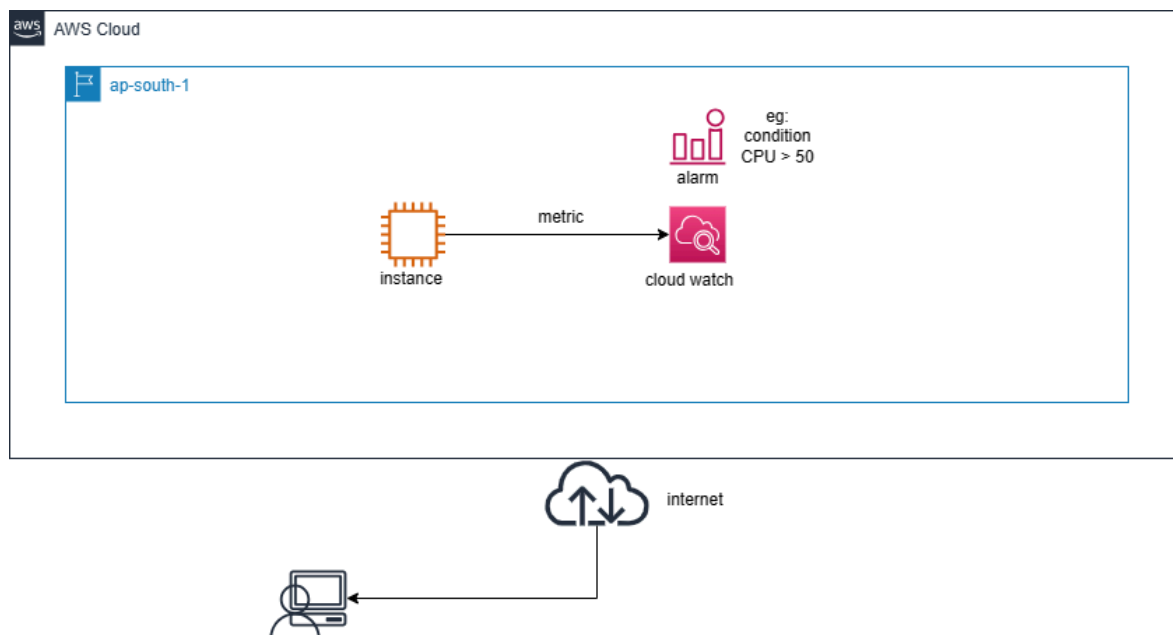 aws
AWS Cloud
ap-south-1
eg:
condition
CPU > 50
alarm
metric
instance
cloud watch
internet